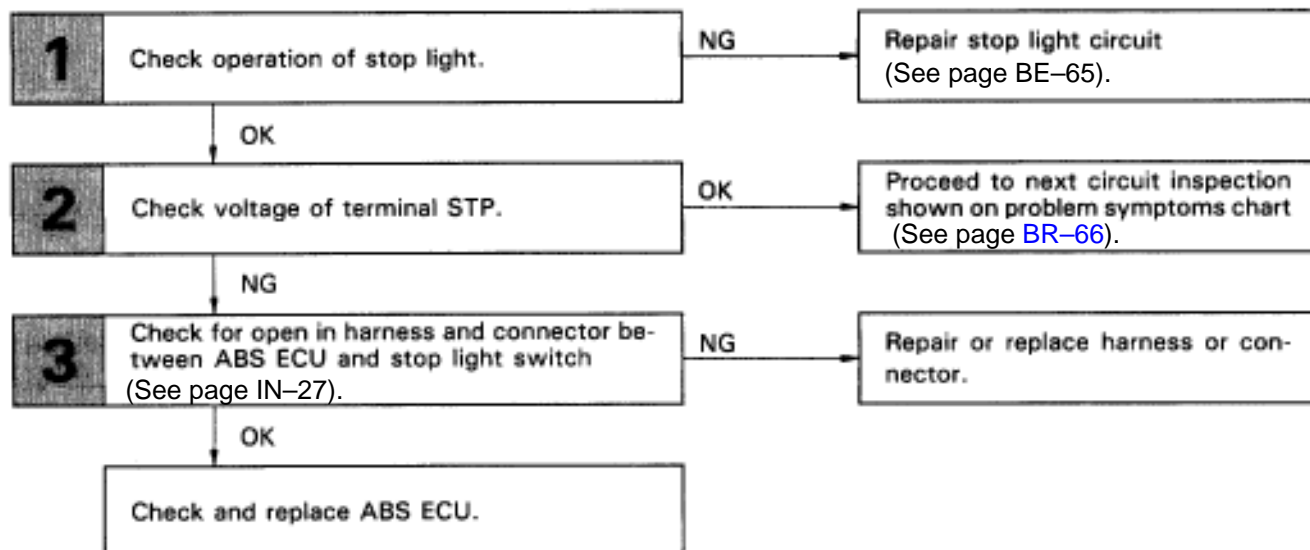 1
Check operation of stop light.
NG
Repair stop light circuit
(See page BE–65).
OK
2
Check voltage of terminal STP.
OK
Proceed to next circuit inspection
shown on problem symptoms chart
(See page BR–66).
NG
3
Check for open in harness and connector be-
tween ABS ECU and stop light switch
(See page IN–27).
NG
Repair or replace harness or con-
nector.
OK
Check and replace ABS ECU.